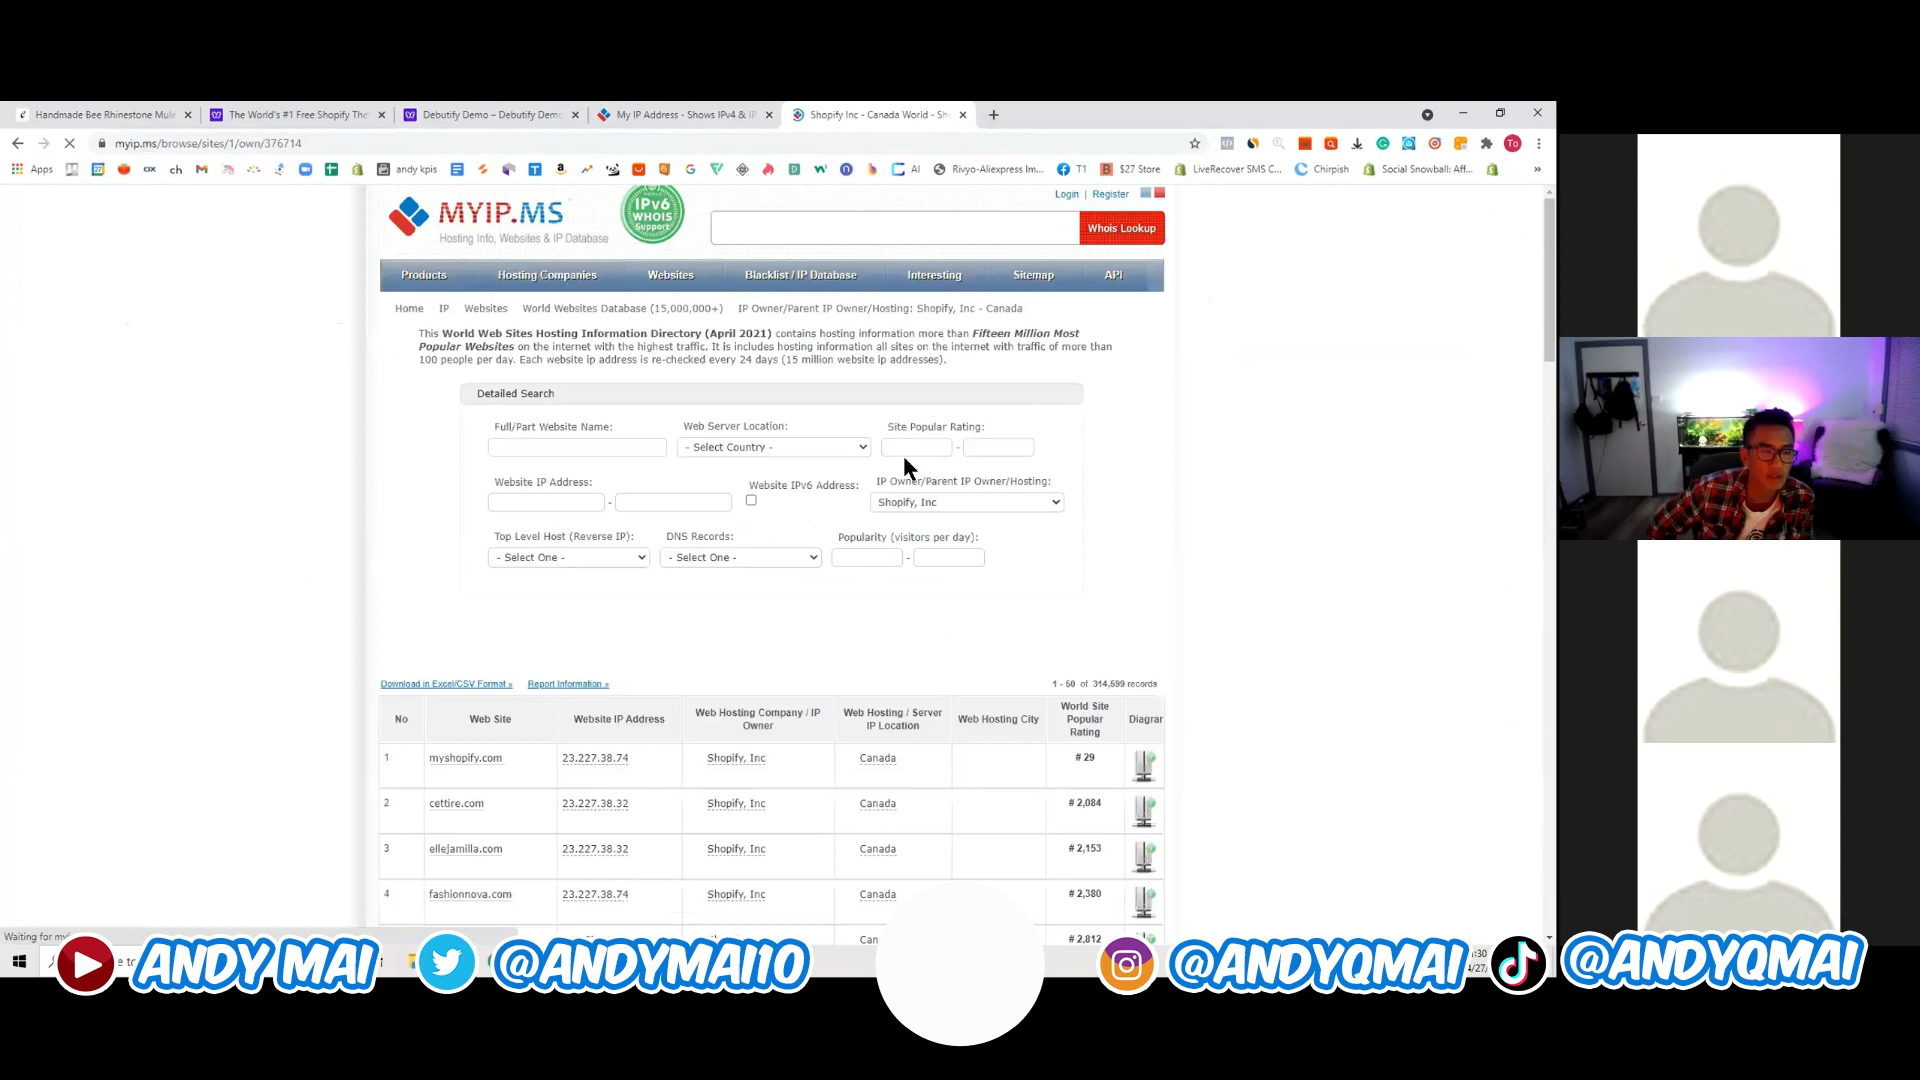 Handmade Bee Rhinestone Mule
The World's #1 Free Shopify The
Debutify Demo – Debutify Demo
My IP Address - Shows IPv4 & IP
Shopify Inc - Canada World - Sh
myip.ms/browse/sites/1/own/376714
Apps
andy kpis
AI
Rivyo-Aliexpress Im...
T1
$27 Store
LiveRecover SMS C...
Chirpish
Social Snowball: Aff...
Login | Register
MYIP.MS
Hosting Info, Websites & IP Database
IPv6
WHOIS
Support
Whois Lookup
Products Hosting Companies Websites Blacklist / IP Database Interesting Sitemap API
Home IP Websites World Websites Database (15,000,000+) IP Owner/Parent IP Owner/Hosting: Shopify, Inc - Canada
This World Web Sites Hosting Information Directory (April 2021) contains hosting information more than Fifteen Million Most
Popular Websites on the internet with the highest traffic. It is includes hosting information all sites on the internet with traffic of more than
100 people per day. Each website ip address is re-checked every 24 days (15 million website ip addresses).
Detailed Search
Full/Part Website Name: Web Server Location: Site Popular Rating:
- Select Country - -
Website IP Address: Website IPv6 Address: IP Owner/Parent IP Owner/Hosting:
- Shopify, Inc
Top Level Host (Reverse IP): DNS Records: Popularity (visitors per day):
- Select One - - Select One - -
Download in Excel/CSV Format » Report Information » 1 - 50 of 314,599 records
No Web Site Website IP Address Web Hosting Company / IP Owner Web Hosting / Server IP Location Web Hosting City World Site Popular Rating Diagrar
1 myshopify.com 23.227.38.74 Shopify, Inc Canada # 29
2 cettire.com 23.227.38.32 Shopify, Inc Canada # 2,084
3 ellejamilla.com 23.227.38.32 Shopify, Inc Canada # 2,153
4 fashionnova.com 23.227.38.74 Shopify, Inc Canada # 2,380
Can # 2,812
Waiting for my
ANDY MAI @ANDYMAI10 @ANDYQMAI @ANDYQMAI